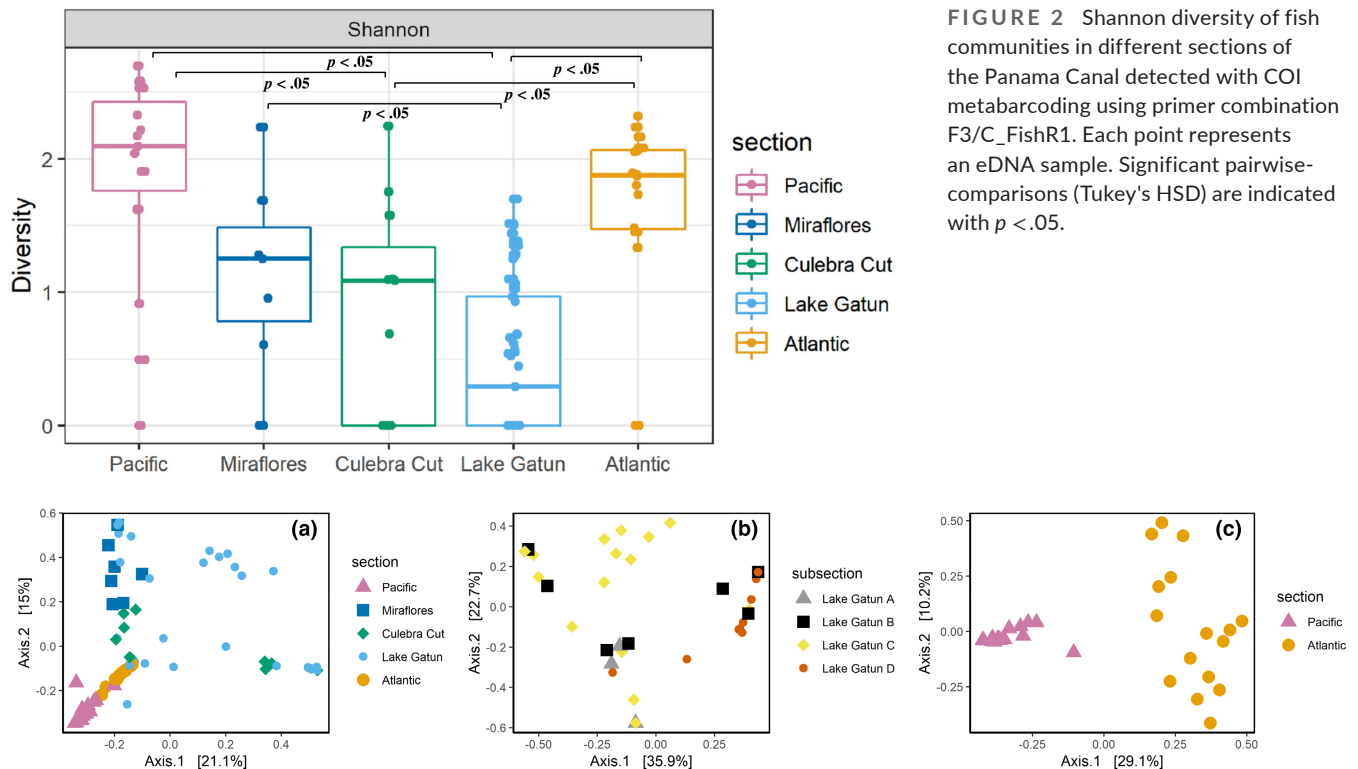 Shannon
p < .05
p < .05
p < .05
p < .05
p < .05
Diversity
2
1
0
Pacific
Miraflores
Culebra Cut
Lake Gatun
Atlantic
section
Pacific
Miraflores
Culebra Cut
Lake Gatun
Atlantic
FIGURE 2 Shannon diversity of fish
communities in different sections of
the Panama Canal detected with COI
metabarcoding using primer combination
F3/C_FishR1. Each point represents
an eDNA sample. Significant pairwise-
comparisons (Tukey's HSD) are indicated
with p <.05.
(a)
Axis.2 [15%]
0.6
0.4
0.2
0.0
-0.2
-0.2
0.0
0.2
0.4
Axis.1 [21.1%]
section
Pacific
Miraflores
Culebra Cut
Lake Gatun
Atlantic
(b)
Axis.2 [22.7%]
0.4
0.2
0.0
-0.2
-0.4
-0.6
-0.50
-0.25
0.00
0.25
Axis.1 [35.9%]
subsection
Lake Gatun A
Lake Gatun B
Lake Gatun C
Lake Gatun D
(c)
Axis.2 [10.2%]
0.50
0.25
0.00
-0.25
-0.25
0.00
0.25
0.50
Axis.1 [29.1%]
section
Pacific
Atlantic